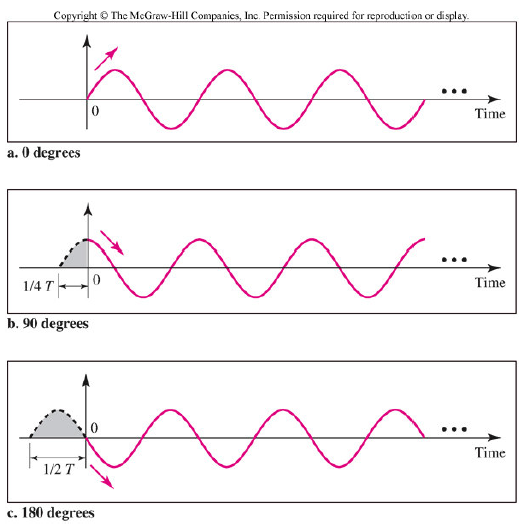 Copyright © The McGraw-Hill Companies, Inc. Permission required for reproduction or display.
0
Time
a. 0 degrees
1/4 T
0
Time
b. 90 degrees
0
Time
1/2 T
c. 180 degrees